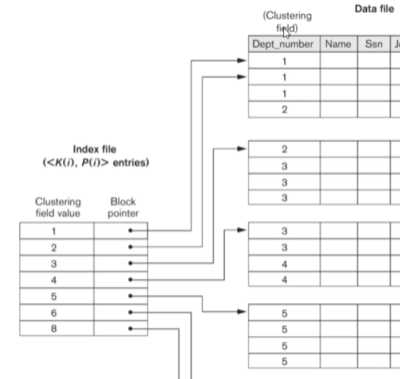 Data file
(Clustering
field)
Dept_number Name Ssn
1
1
1
2
Index file
(<K(i), P(i)> entries)
2
3
3
3
Clustering
field value
Block
pointer
1
2
3
4
5
6
8
3
3
4
4
5
5
5
5